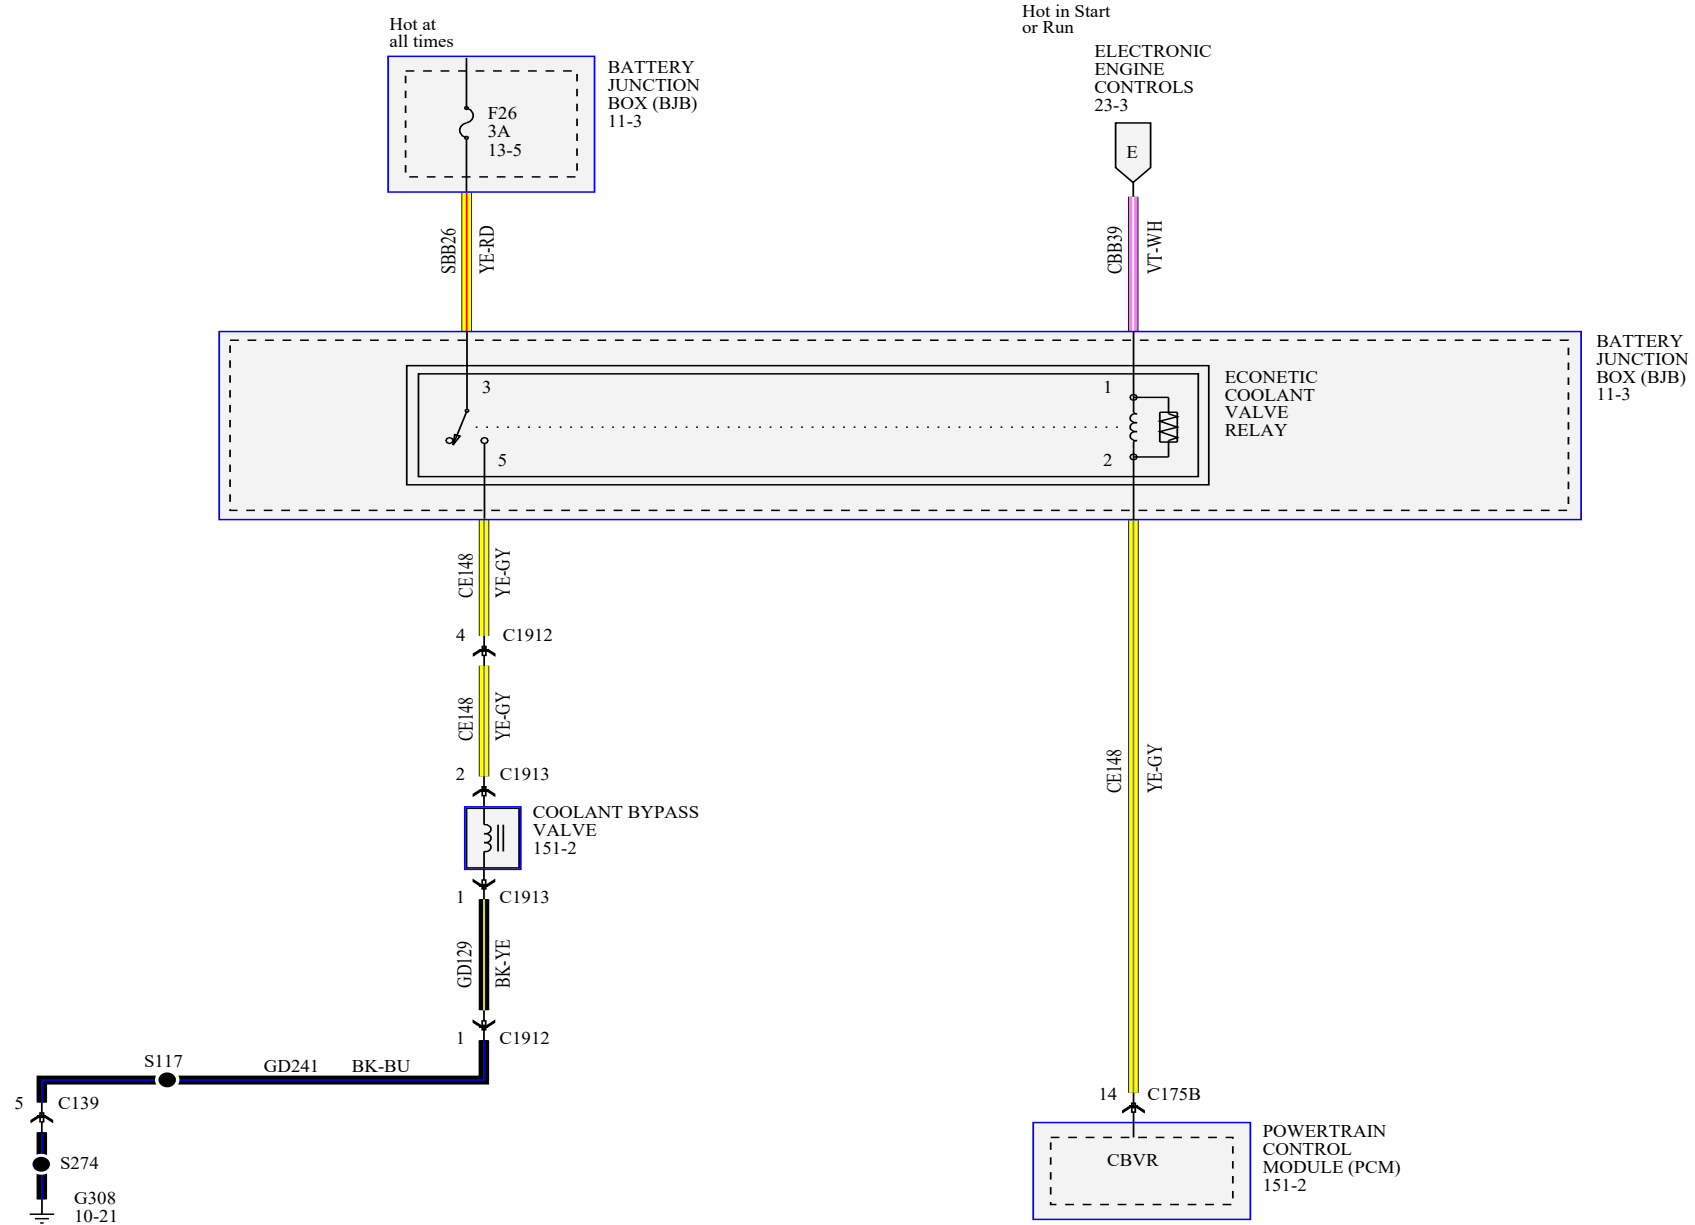 Hot at
all times
BATTERY
JUNCTION
BOX (BJB)
11-3
F26
3A
13-5
Hot in Start
or Run
ELECTRONIC
ENGINE
CONTROLS
23-3
E
SBB26
YE-RD
CBB39
VT-WH
BATTERY
JUNCTION
BOX (BJB)
11-3
3
1
ECONETIC
COOLANT
VALVE
RELAY
5
2
CE148
YE-GY
4
C1912
CE148
YE-GY
CE148
YE-GY
2
C1913
COOLANT BYPASS
VALVE
151-2
1
C1913
GD129
BK-YE
1
C1912
S117
GD241
BK-BU
5
C139
S274
G308
10-21
14
C175B
CBVR
POWERTRAIN
CONTROL
MODULE (PCM)
151-2